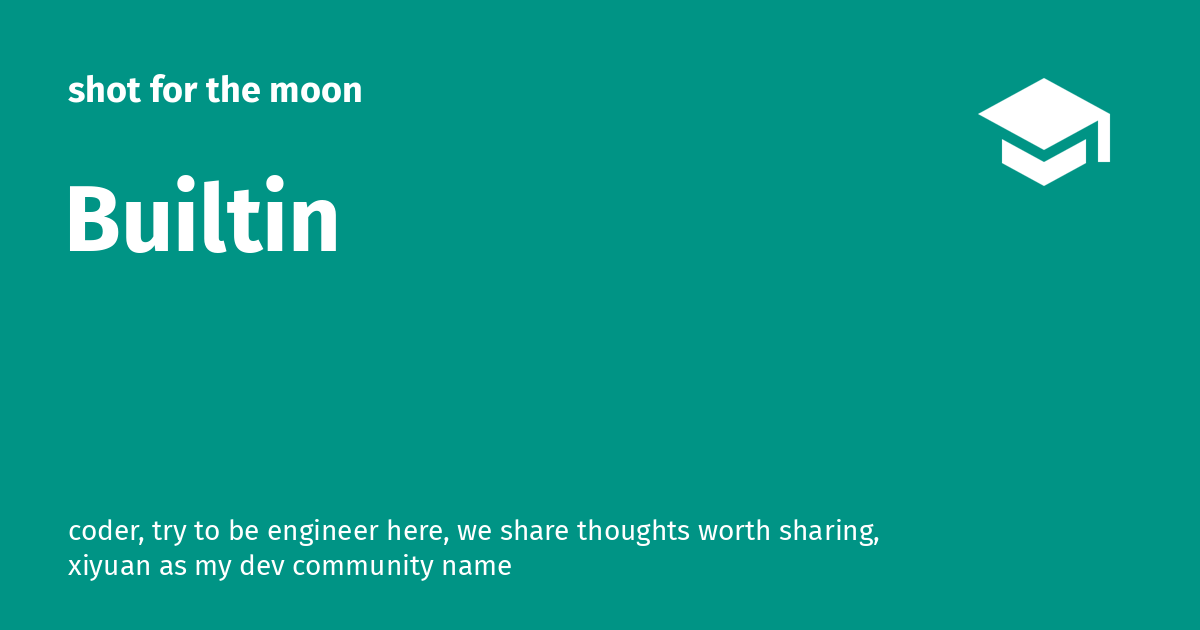 shot for the moon
Builtin
coder, try to be engineer here, we share thoughts worth sharing,
xiyuan as my dev community name